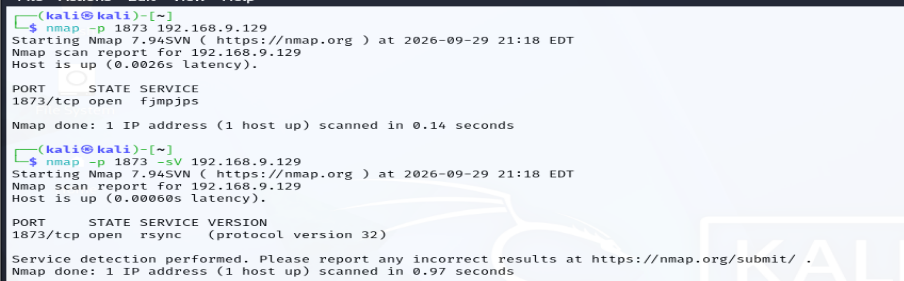 ┌──(kali㉿kali)-[~]
└─$ nmap -p 1873 192.168.9.129
Starting Nmap 7.94SVN ( https://nmap.org ) at 2026-09-29 21:18 EDT
Nmap scan report for 192.168.9.129
Host is up (0.0026s latency).
PORT     STATE SERVICE
1873/tcp open  fjmpjps
Nmap done: 1 IP address (1 host up) scanned in 0.14 seconds
┌──(kali㉿kali)-[~]
└─$ nmap -p 1873 -sV 192.168.9.129
Starting Nmap 7.94SVN ( https://nmap.org ) at 2026-09-29 21:18 EDT
Nmap scan report for 192.168.9.129
Host is up (0.00060s latency).
PORT     STATE SERVICE VERSION
1873/tcp open  rsync   (protocol version 32)
Service detection performed. Please report any incorrect results at https://nmap.org/submit/ .
Nmap done: 1 IP address (1 host up) scanned in 0.97 seconds
KALI